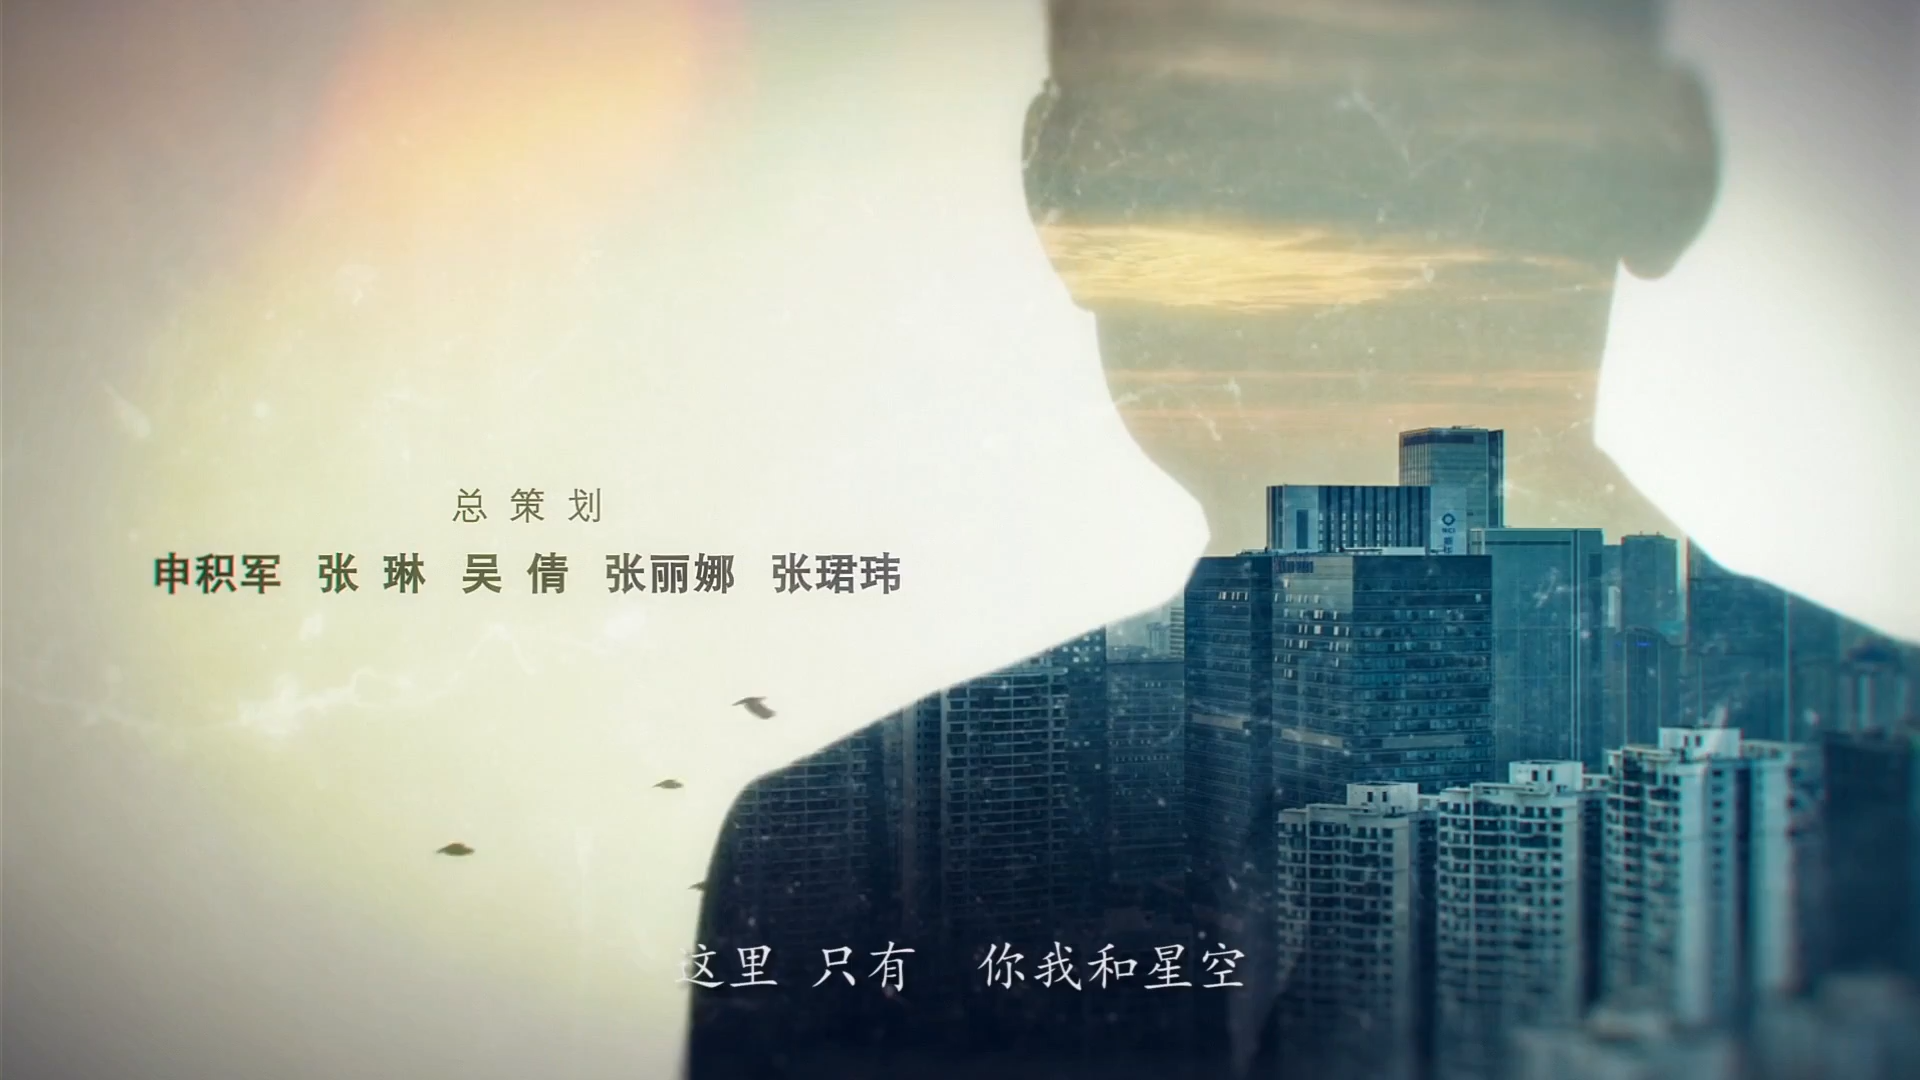 总策划
申积军 张琳 吴倩 张丽娜 张珺玮
这里 只有 你我和星空